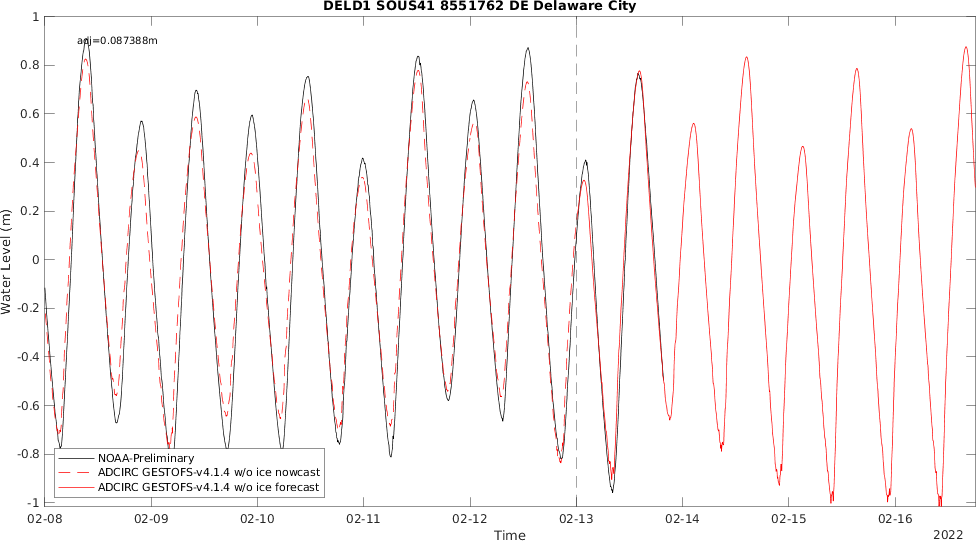 DELD1 SOUS41 8551762 DE Delaware City
adj=0.087388m
1
0.8
0.6
0.4
0.2
0
-0.2
-0.4
-0.6
-0.8
-1
Water Level (m)
NOAA-Preliminary
ADCIRC GESTOFS-v4.1.4 w/o ice nowcast
ADCIRC GESTOFS-v4.1.4 w/o ice forecast
02-08 02-09 02-10 02-11 02-12 02-13 02-14 02-15 02-16
Time
2022